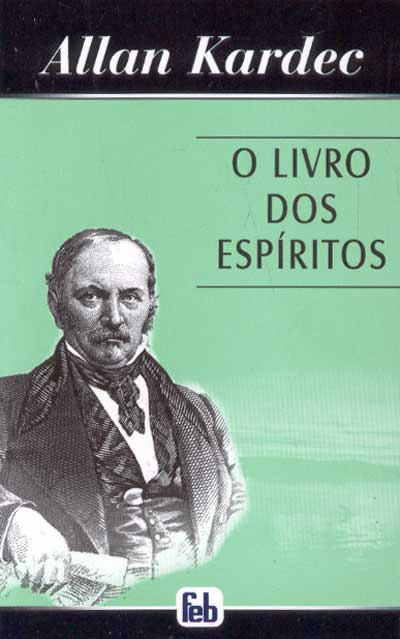 Allan Kardec
O LIVRO
DOS
ESPÍRITOS
feb